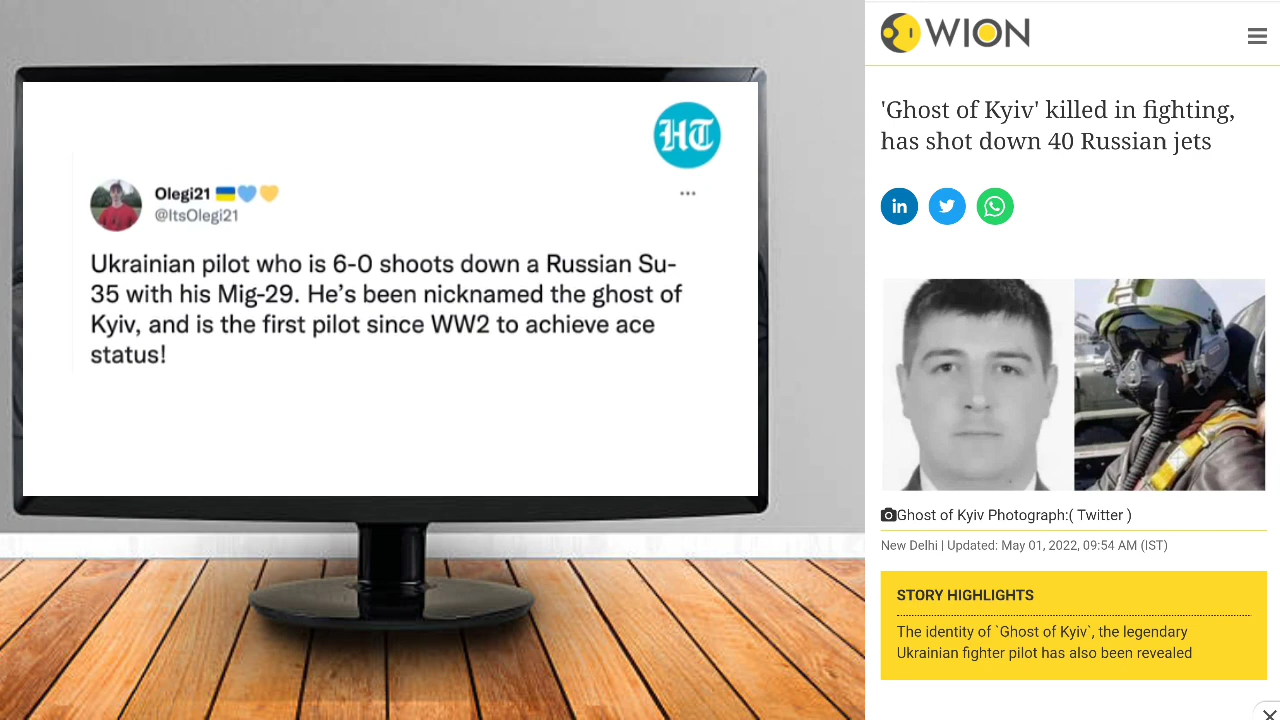 HT
Olegi21 🇺🇦💙💛
@ItsOlegi21
Ukrainian pilot who is 6-0 shoots down a Russian Su-
35 with his Mig-29. He's been nicknamed the ghost of
Kyiv, and is the first pilot since WW2 to achieve ace
status!
WION
'Ghost of Kyiv' killed in fighting,
has shot down 40 Russian jets
in
Ghost of Kyiv Photograph:( Twitter )
New Delhi | Updated: May 01, 2022, 09:54 AM (IST)
STORY HIGHLIGHTS
The identity of `Ghost of Kyiv`, the legendary
Ukrainian fighter pilot has also been revealed